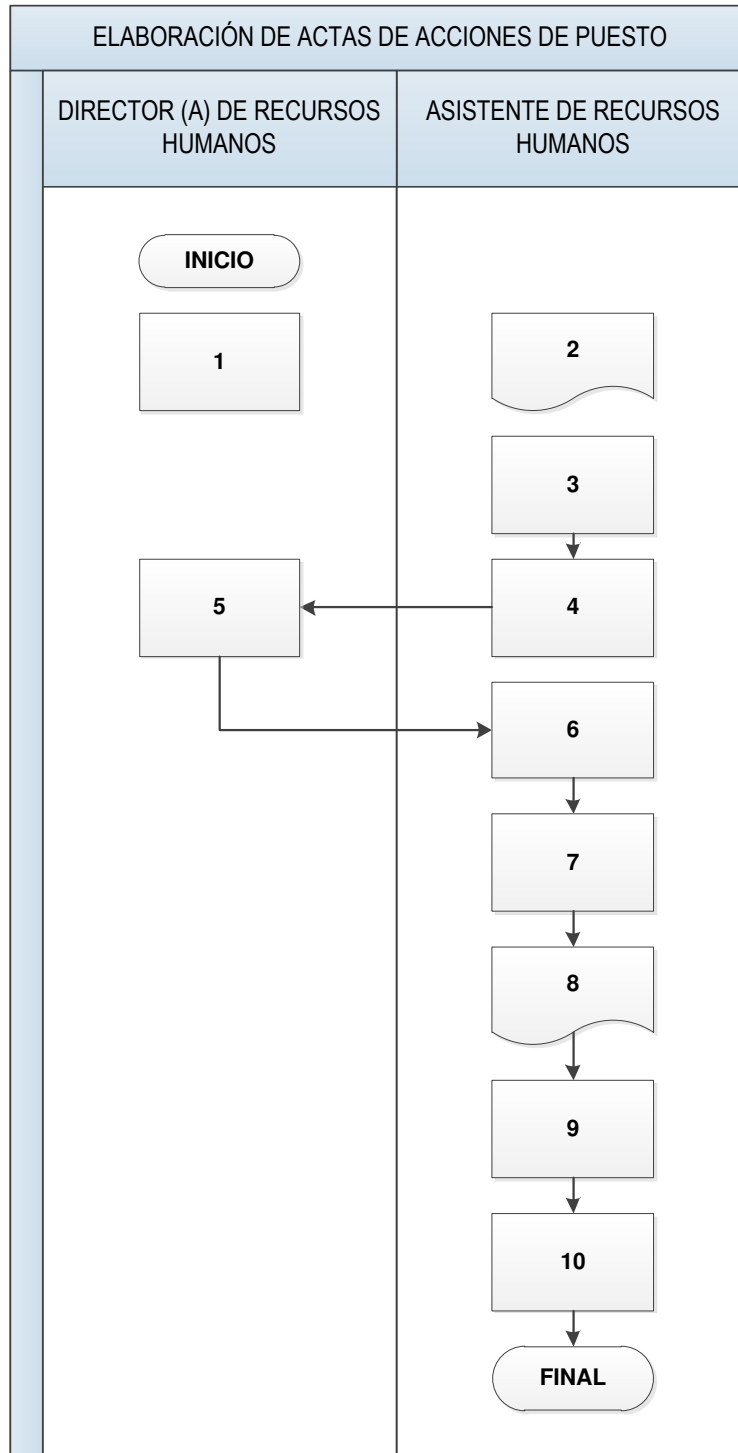 ELABORACIÓN DE ACTAS DE ACCIONES DE PUESTO
DIRECTOR (A) DE RECURSOS
HUMANOS
ASISTENTE DE RECURSOS
HUMANOS
INICIO
1
2
3
5
4
6
7
8
9
10
FINAL